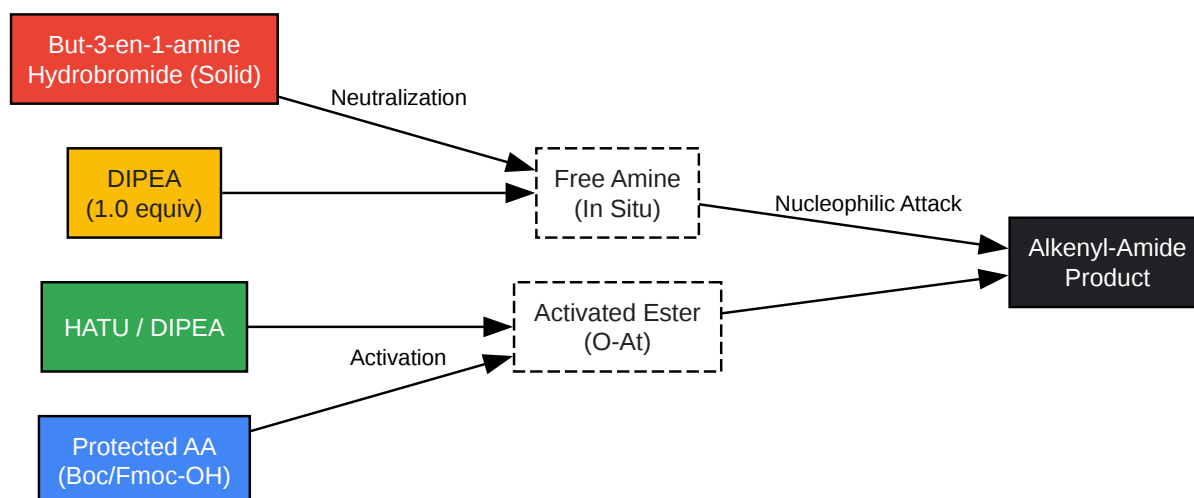 But-3-en-1-amine
Hydrobromide (Solid)
Neutralization
DIPEA
(1.0 equiv)
Free Amine
(In Situ)
Nucleophilic Attack
Alkenyl-Amide
Product
HATU / DIPEA
Activated Ester
(O-At)
Activation
Protected AA
(Boc/Fmoc-OH)